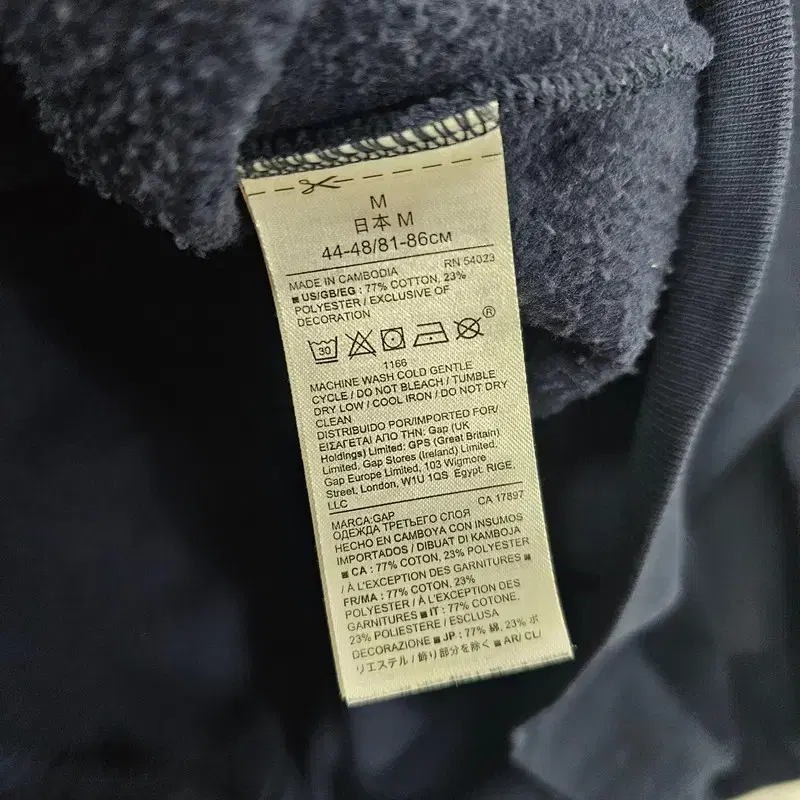 M
日本 M
44-48/81-86CM
MADE IN CAMBODIA RN 54023
■ US/GB/EG : 77% COTTON, 23%
POLYESTER / EXCLUSIVE OF
DECORATION
30 ®
1166
MACHINE WASH COLD GENTLE
CYCLE / DO NOT BLEACH / TUMBLE
DRY LOW / COOL IRON / DO NOT DRY
CLEAN
DISTRIBUIDO POR/IMPORTED FOR/
ΕΙΣΑΓΕΤΑΙ ΑΠΟ ΤΗΝ: Gap (UK
Holdings) Limited: GPS (Great Britain)
Limited, Gap Stores (Ireland) Limited.
Gap Europe Limited, 103 Wigmore
Street, London, W1U 1QS Egypt: RIGE,
LLC
MARCA:GAP CA 17897
ОДЕЖДА ТРЕТЬЕГО СЛОЯ
HECHO EN CAMBOYA CON INSUMOS
IMPORTADOS / DIBUAT DI KAMBOJA
■ CA : 77% COTTON, 23% POLYESTER
/ À L'EXCEPTION DES GARNITURES ■
FR/MA : 77% COTON, 23%
POLYESTER / À L'EXCEPTION DES
GARNITURES ■ IT : 77% COTONE,
23% POLIESTERE / ESCLUSA
DECORAZIONE ■ JP : 77% 綿, 23% ポ
リエステル / 飾り部分を除く ■ AR/ CL/